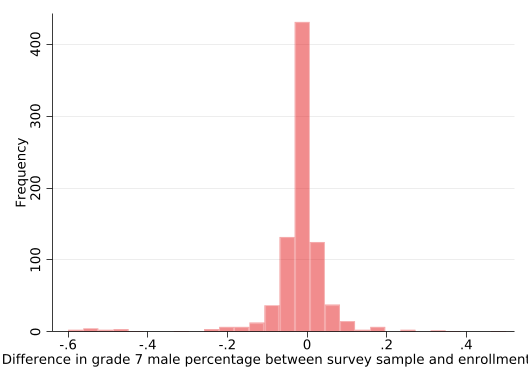 Frequency
400
300
200
100
0
-.6 -.4 -.2 0 .2 .4
Difference in grade 7 male percentage between survey sample and enrollment